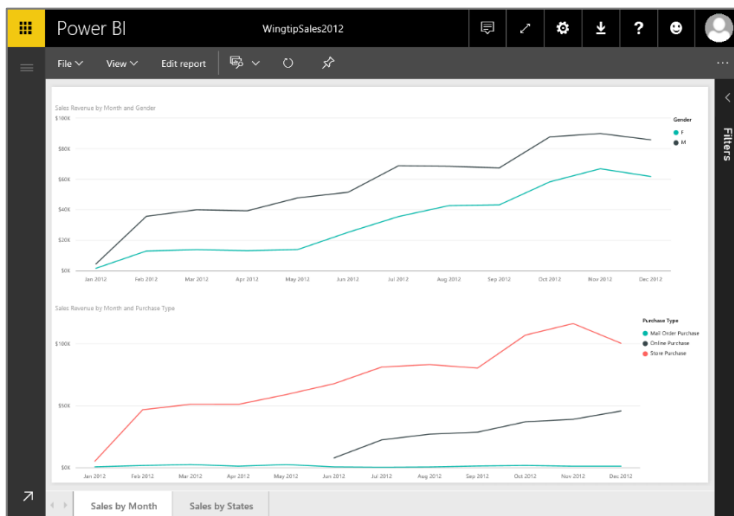 Power BI
WingtipSales2012
?
File View Edit report
...
Filters
Sales Revenue by Month and Gender
Gender
F
M
$100K
$80K
$60K
$40K
$20K
$0K
Jan 2012 Feb 2012 Mar 2012 Apr 2012 May 2012 Jun 2012 Jul 2012 Aug 2012 Sep 2012 Oct 2012 Nov 2012 Dec 2012
Sales Revenue by Month and Purchase Type
Purchase Type
Mail Order Purchase
Online Purchase
Store Purchase
$100K
$50K
$0K
Jan 2012 Feb 2012 Mar 2012 Apr 2012 May 2012 Jun 2012 Jul 2012 Aug 2012 Sep 2012 Oct 2012 Nov 2012 Dec 2012
Sales by Month Sales by States